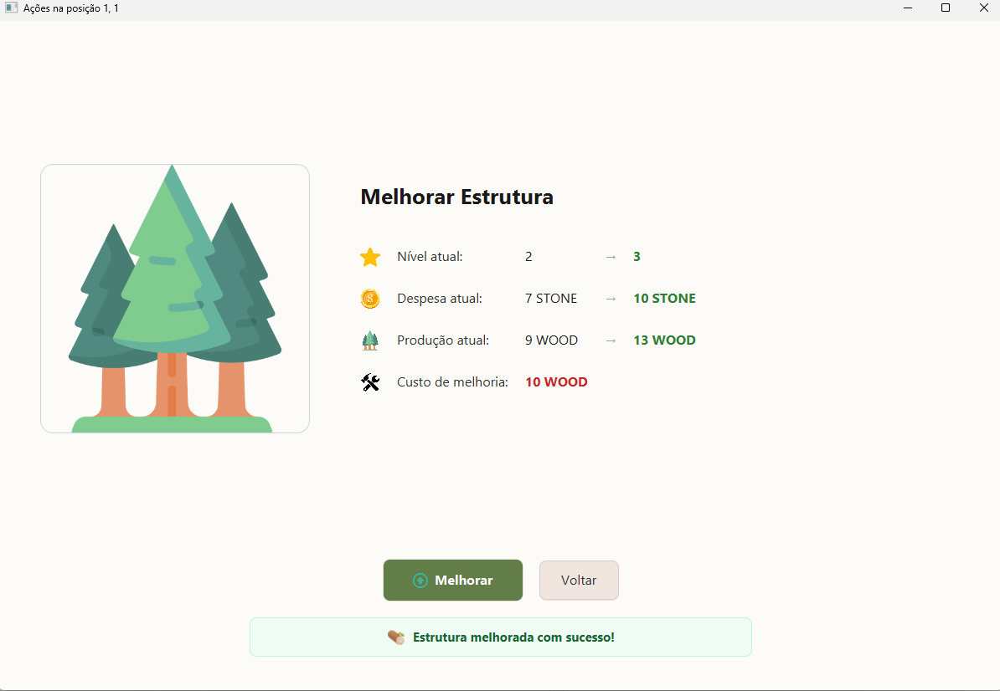 Ações na posição 1, 1
Melhorar Estrutura
Nível atual: 2 → 3
Despesa atual: 7 STONE → 10 STONE
Produção atual: 9 WOOD → 13 WOOD
Custo de melhoria: 10 WOOD
Melhorar Voltar
Estrutura melhorada com sucesso!